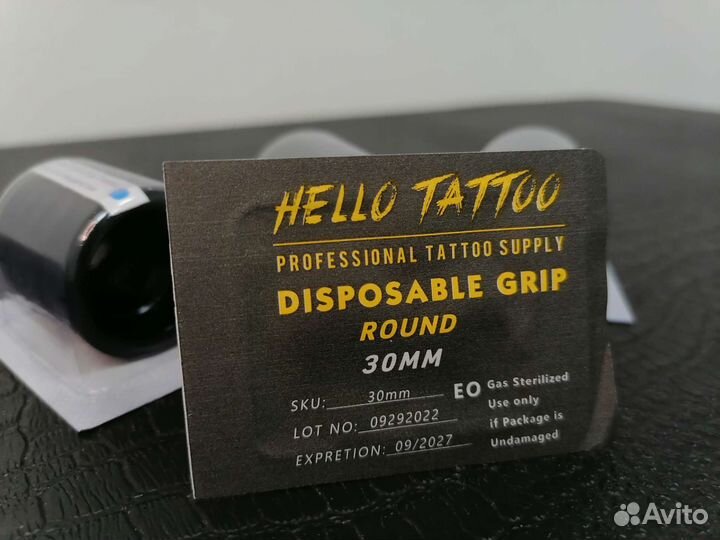 HELLO TATTOO
PROFESSIONAL TATTOO SUPPLY
DISPOSABLE GRIP
ROUND
30MM
SKU: 30mm
LOT NO: 09292022
EXPRETION: 09/2027
EO Gas Sterilized
Use only
if Package is
Undamaged
Avito